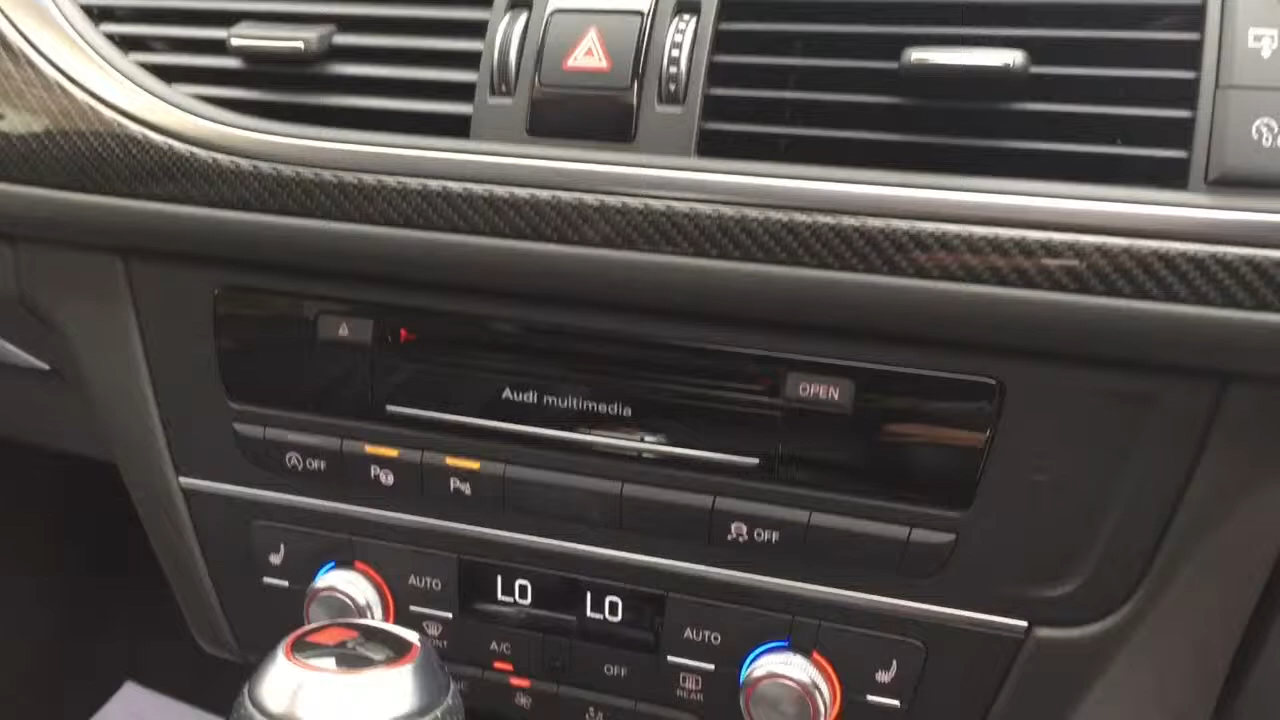 OPEN
Audi multimedia
A OFF
P
P
OFF
AUTO
LO
LO
A/C
OFF
AUTO
REAR